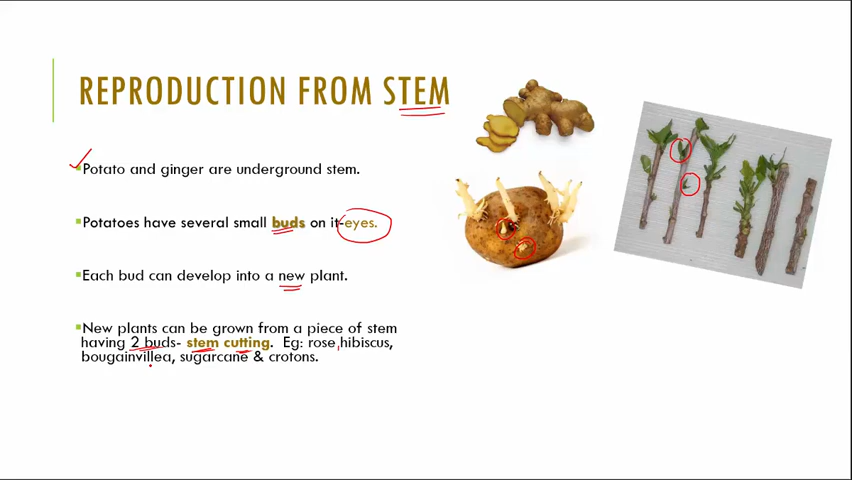 REPRODUCTION FROM STEM
Potato and ginger are underground stem.
Potatoes have several small buds on it-eyes.
Each bud can develop into a new plant.
New plants can be grown from a piece of stem
having 2 buds- stem cutting. Eg: rose hibiscus,
bougainvillea, sugarcane & crotons.